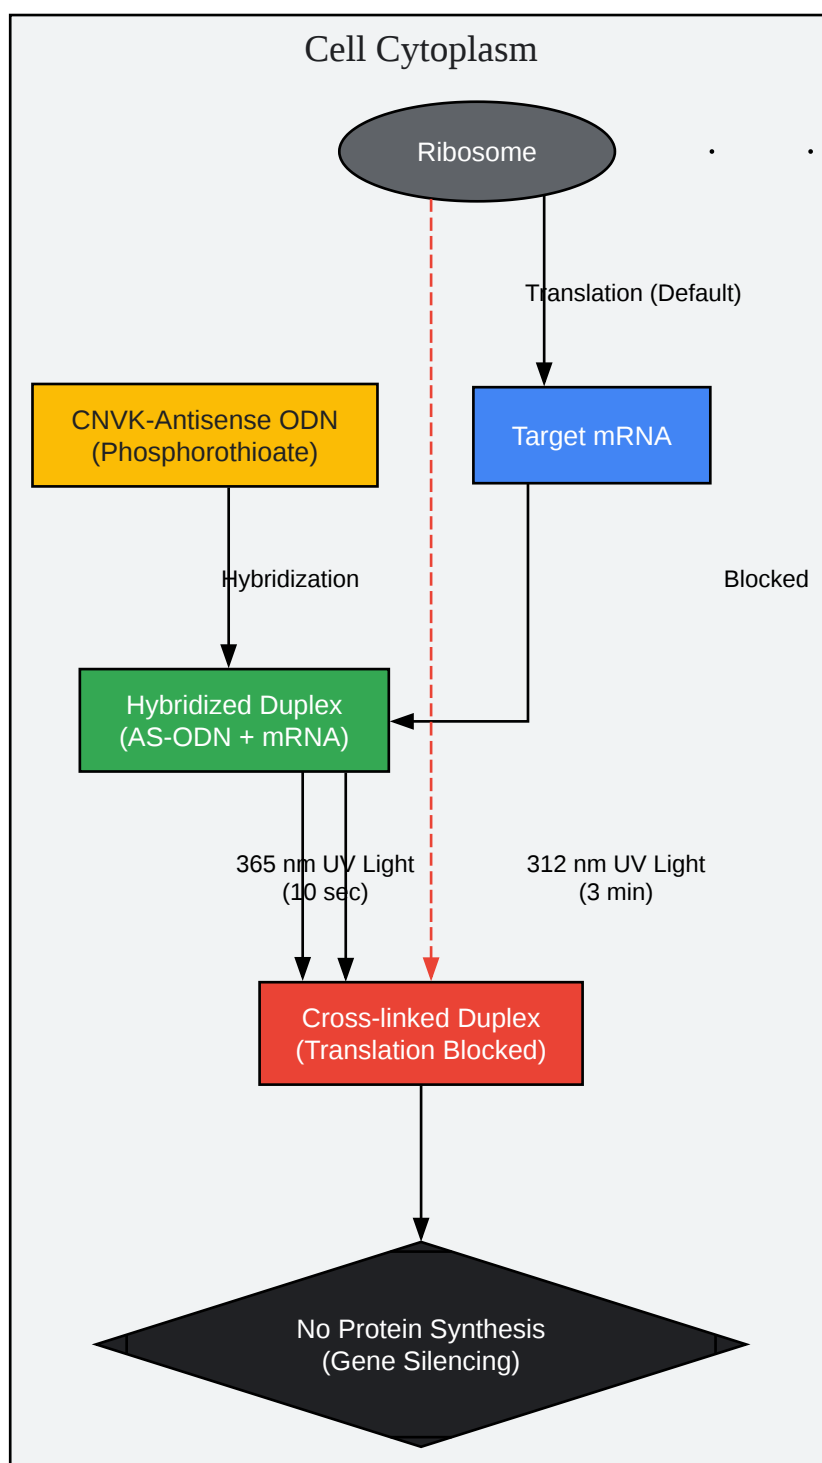 Cell Cytoplasm
Ribosome
Translation (Default)
CNVK-Antisense ODN
(Phosphorothioate)
Target mRNA
Hybridization
Blocked
Hybridized Duplex
(AS-ODN + mRNA)
365 nm UV Light
(10 sec)
312 nm UV Light
(3 min)
Cross-linked Duplex
(Translation Blocked)
No Protein Synthesis
(Gene Silencing)